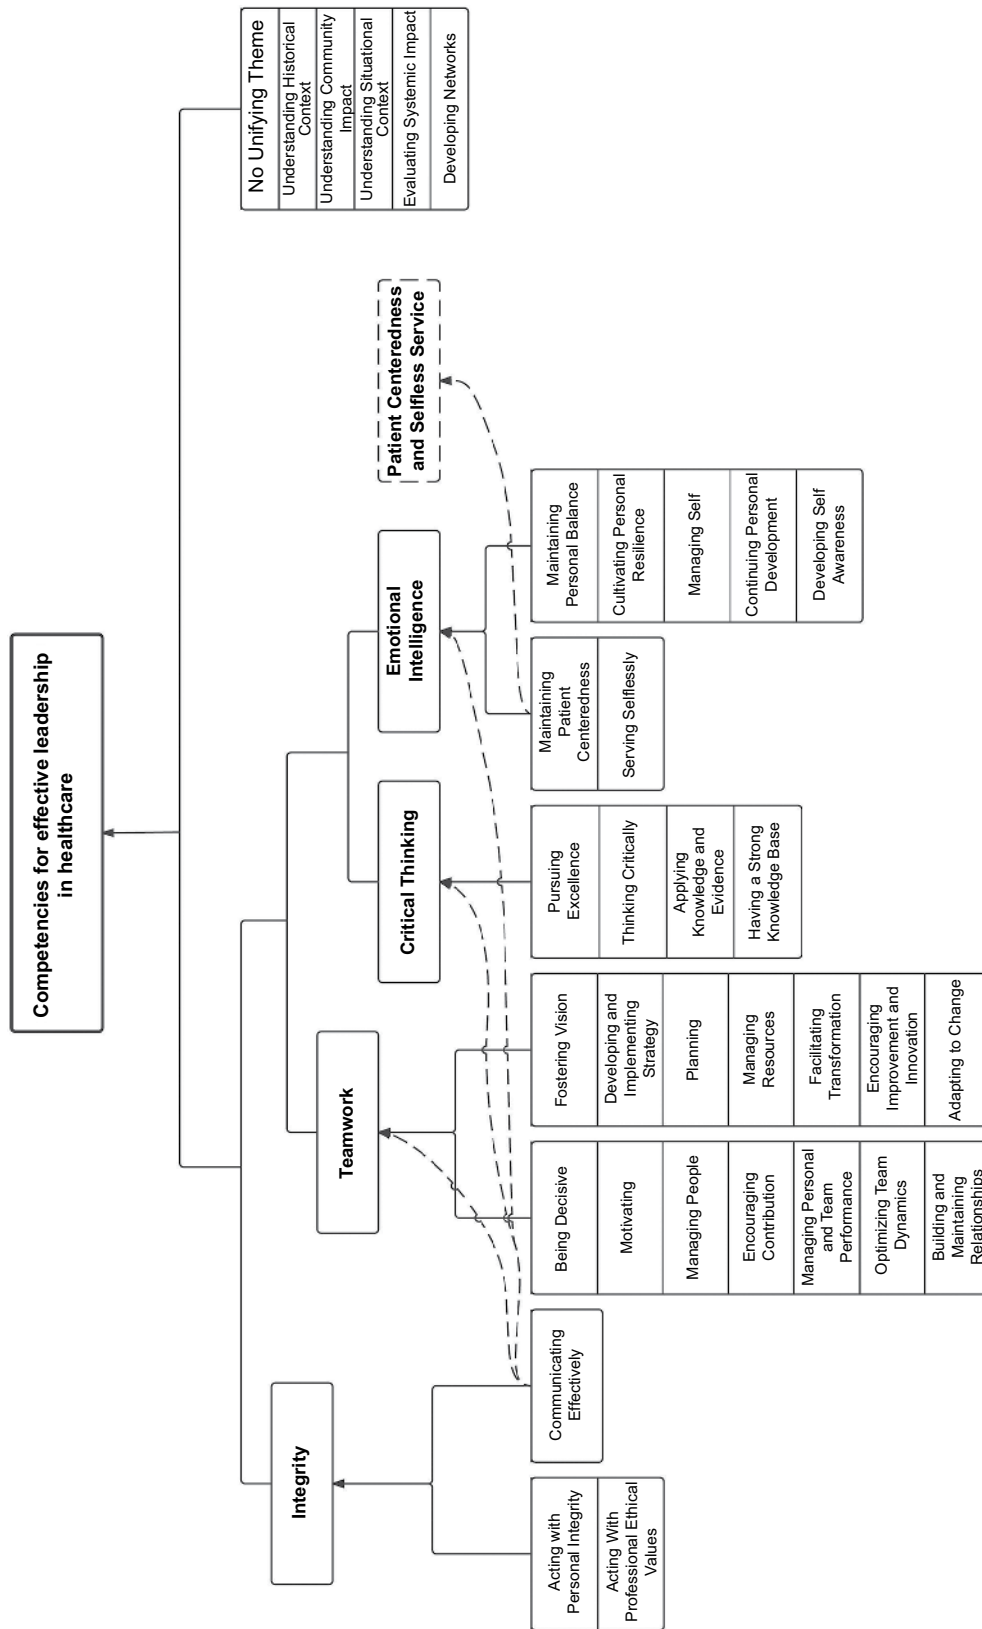 Competencies for effective leadership
in healthcare
Integrity
Teamwork
Critical Thinking
Emotional
Intelligence
Patient Centeredness
and Selfless Service
No Unifying Theme
Understanding Historical
Context
Understanding Community
Impact
Understanding Situational
Context
Evaluating Systemic Impact
Developing Networks
Acting with
Personal Integrity
Acting With
Professional Ethical
Values
Communicating
Effectively
Being Decisive
Motivating
Managing People
Encouraging
Contribution
Managing Personal
and Team
Performance
Optimizing Team
Dynamics
Building and
Maintaining
Relationships
Fostering Vision
Developing and
Implementing
Strategy
Planning
Managing
Resources
Facilitating
Transformation
Encouraging
Improvement and
Innovation
Adapting to Change
Pursuing
Excellence
Thinking Critically
Applying
Knowledge and
Evidence
Having a Strong
Knowledge Base
Maintaining
Patient
Centeredness
Serving Selflessly
Maintaining
Personal Balance
Cultivating Personal
Resilience
Managing Self
Continuing Personal
Development
Developing Self
Awareness